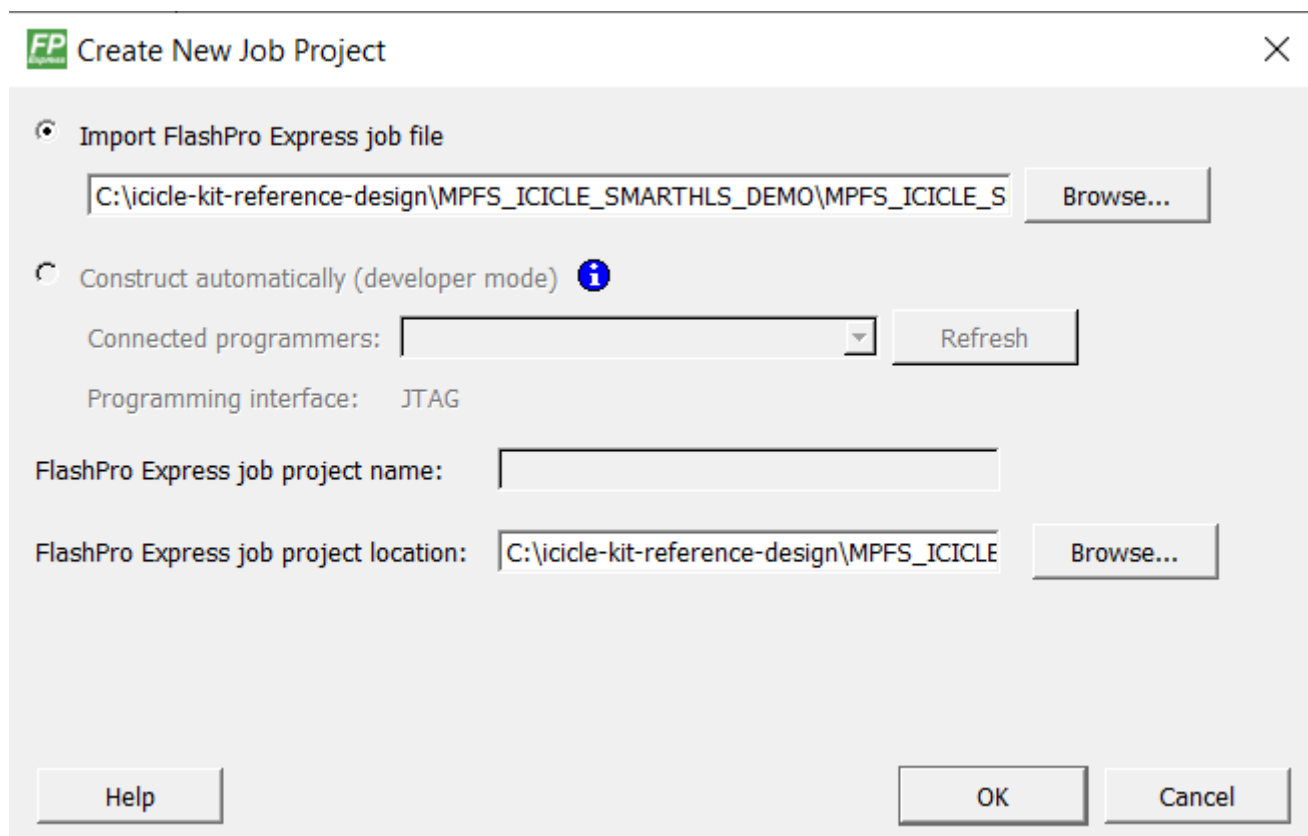 FP
Express
Create New Job Project
Import FlashPro Express job file
C:\icicle-kit-reference-design\MPFS_ICICLE_SMARTHLS_DEMO\MPFS_ICICLE_S Browse...
Construct automatically (developer mode) i
Connected programmers: Refresh
Programming interface: JTAG
FlashPro Express job project name:
FlashPro Express job project location: C:\icicle-kit-reference-design\MPFS_ICICLE Browse...
Help OK Cancel